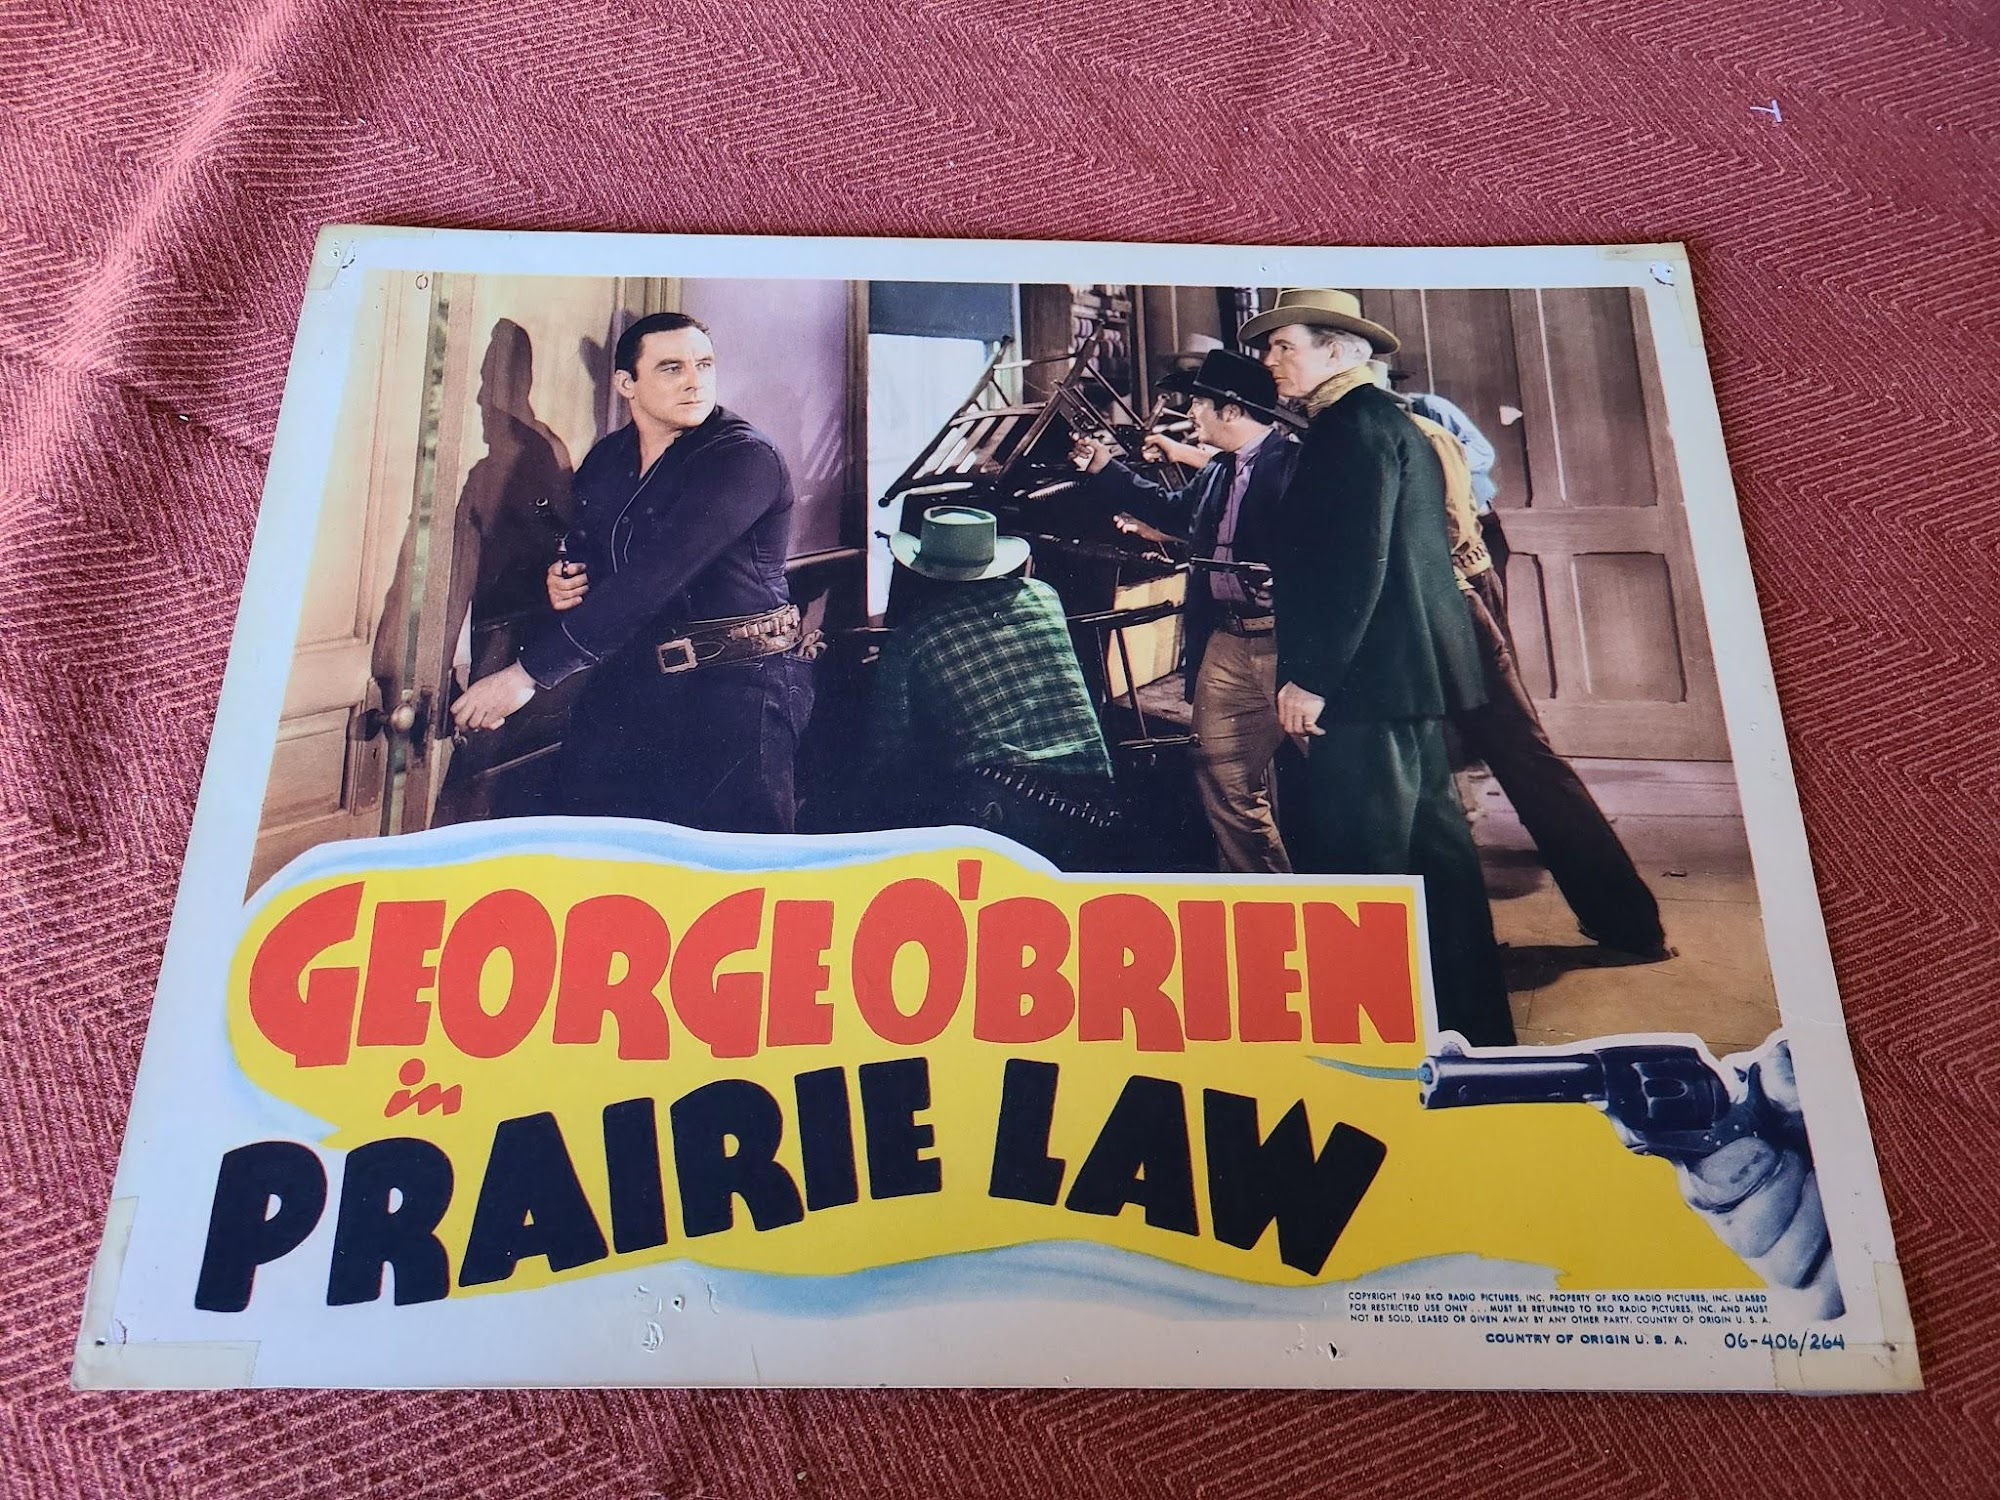 GEORGE O'BRIEN
in
PRAIRIE LAW
COPYRIGHT 1940 RKO RADIO PICTURES, INC. PROPERTY OF RKO RADIO PICTURES, INC. LEASED
FOR RESTRICTED USE ONLY . . . MUST BE RETURNED TO RKO RADIO PICTURES, INC. AND MUST
NOT BE SOLD, LEASED OR GIVEN AWAY BY ANY OTHER PARTY. COUNTRY OF ORIGIN U. S. A.
COUNTRY OF ORIGIN U. S. A. 06-406/264